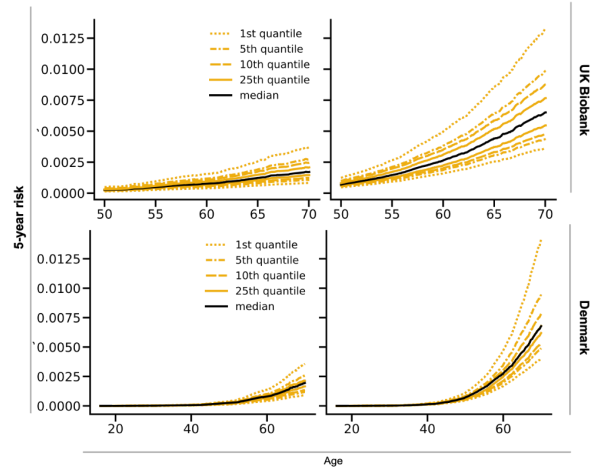 0.0125
0.0100
0.0075
0.0050
0.0025
0.0000
1st quantile
5th quantile
10th quantile
25th quantile
median
50 55 60 65 70
50 55 60 65 70
UK Biobank
5-year risk
0.0125
0.0100
0.0075
0.0050
0.0025
0.0000
1st quantile
5th quantile
10th quantile
25th quantile
median
20 40 60
20 40 60
Denmark
Age